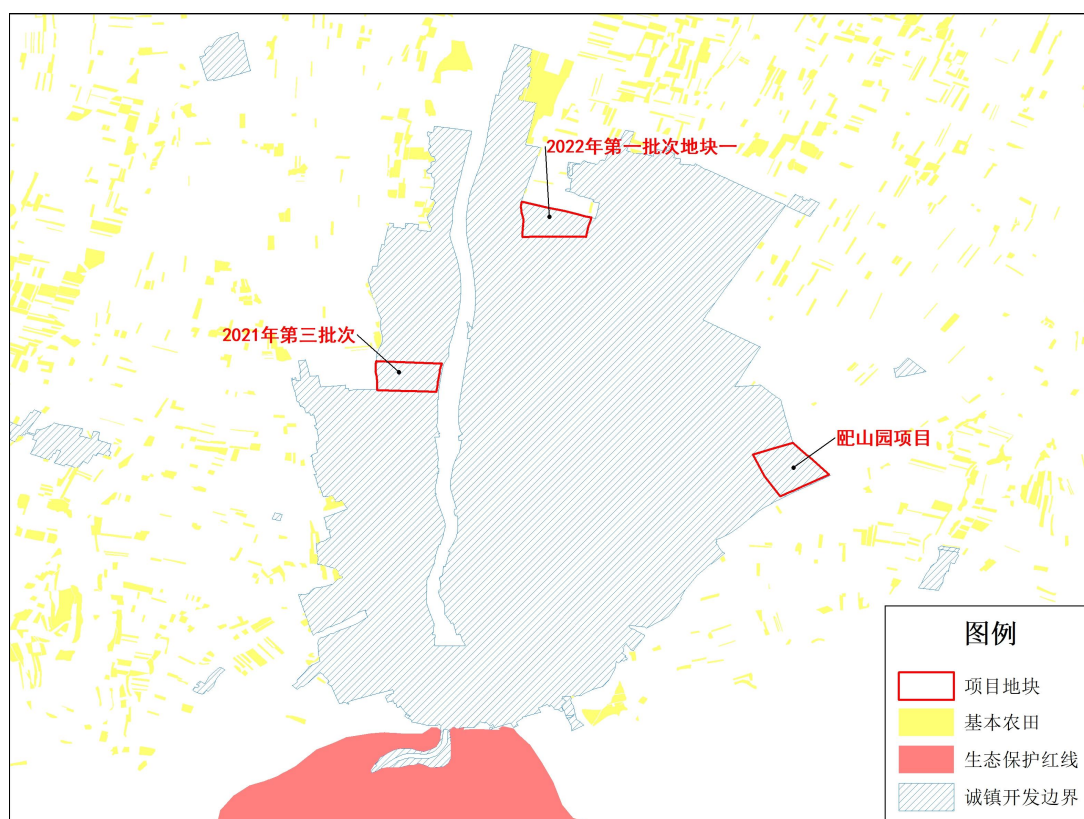 2022年第一批次地块一
2021年第三批次
郘山园项目
图例
项目地块
基本农田
生态保护红线
诚镇开发边界